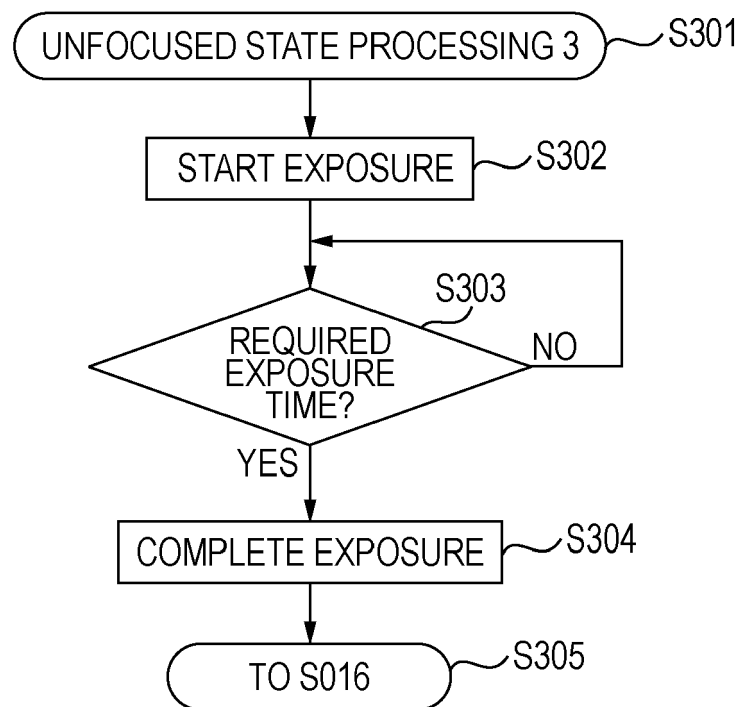 UNFOCUSED STATE PROCESSING 3
S301
START EXPOSURE
S302
S303
REQUIRED
EXPOSURE
TIME?
NO
YES
COMPLETE EXPOSURE
S304
TO S016
S305